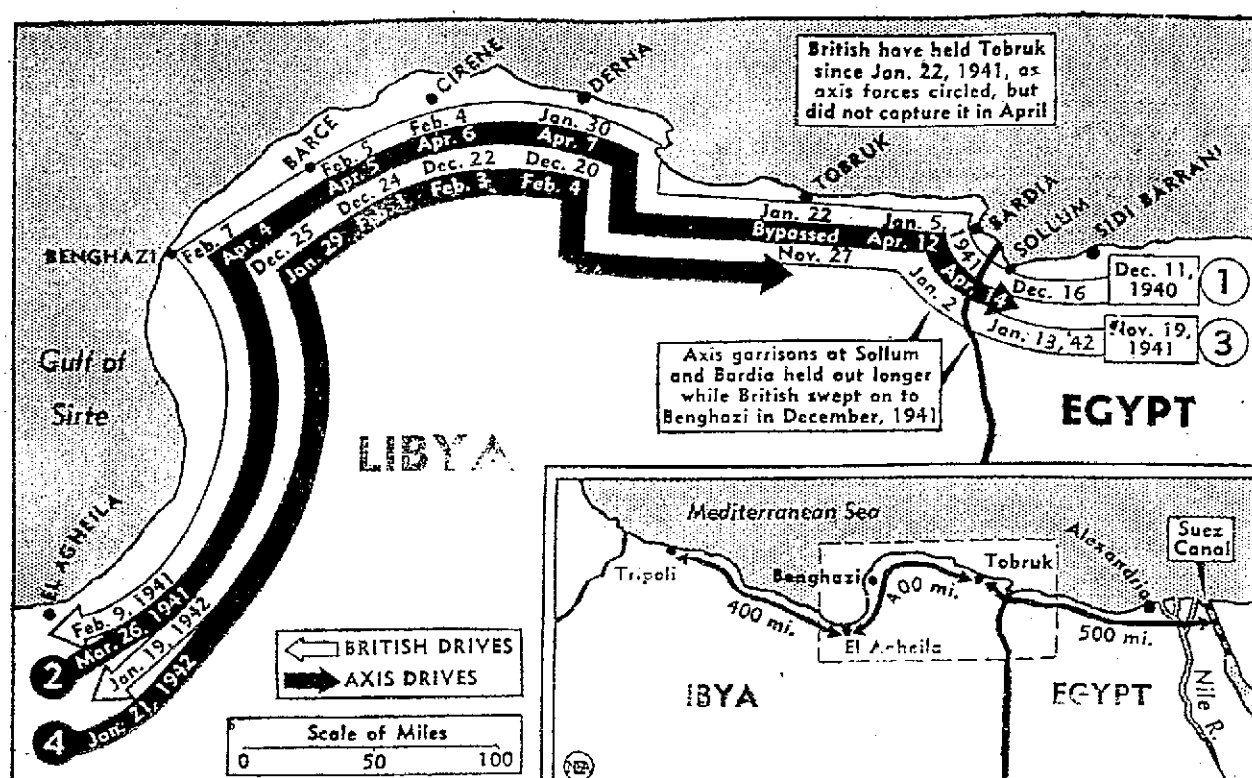 British have held Tobruk
since Jan. 22, 1941, as
axis forces circled, but
did not capture it in April
CIRENE
DERNA
BARCE
BENGHAZI
TOBRUK
BARDIA
SOLLUM
SIDI BARRANI
Feb. 7
Feb. 5
Feb. 4
Jan. 30
Jan. 22
Jan. 5, 1941
Dec. 16
Dec. 11,
1940
1
Apr. 4
Apr. 5
Apr. 6
Apr. 7
Bypassed
Apr. 12
Apr. 14
Dec. 25
Dec. 24
Dec. 22
Dec. 20
Nov. 27
Jan. 2
Jan. 13, '42
Nov. 19,
1941
3
Jan. 29
Feb. 3
Feb. 4
Axis garrisons at Sollum
and Bardia held out longer
while British swept on to
Benghazi in December, 1941
Gulf of
Sirte
LIBYA
EGYPT
EL AGHEILA
Feb. 9, 1941
Mar. 26, 1941
2
Jan. 19, 1942
Jan. 21, 1942
4
BRITISH DRIVES
AXIS DRIVES
Scale of Miles
0 50 100
Mediterranean Sea
Tripoli
Benghazi
Tobruk
Alexandria
Suez
Canal
400 mi.
400 mi.
500 mi.
El Agheila
IBYA
EGYPT
Nile R.